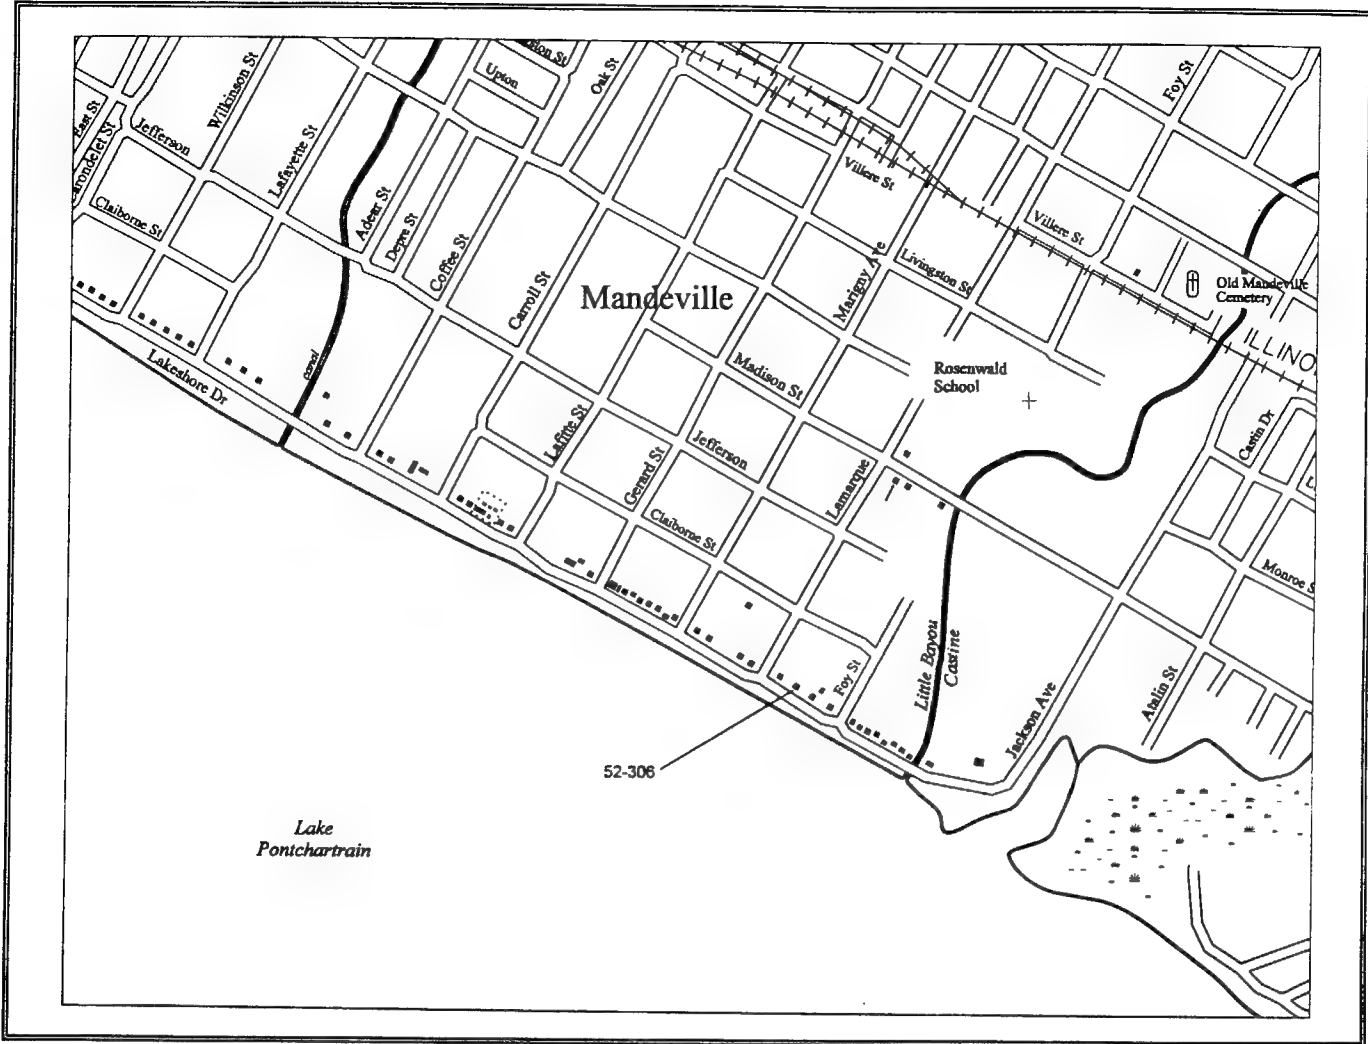 Wilkinson St
East St
Carondelet St
Jefferson
Claiborne St
Lafayette St
Upton
Oak St
Foy St
Villere St
Adear St
Depre St
Coffee St
Carroll St
Mandeville
Marigny Ave
Livingston St
Villere St
Old Mandeville
Cemetery
ILLINO
Lakeshore Dr
canal
Madison St
Rosenwald
School
Lafitte St
Jefferson
Gerard St
Lamarque
Castin Dr
Claiborne St
Monroe S
Little Bayou
Castine
Foy St
Atalin St
Jackson Ave
52-306
Lake
Pontchartrain